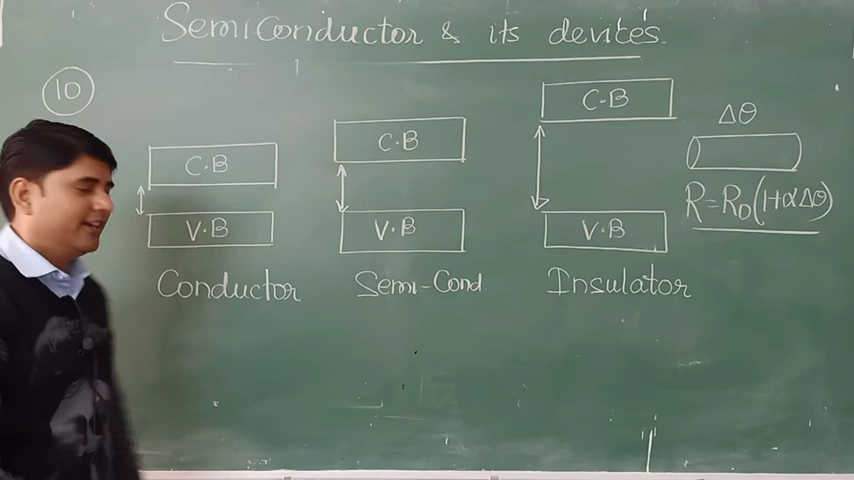 Semiconductor & its devices.
10
C.B
C.B
C.B
Δθ
V.B
V.B
V.B
R=R0(1+αΔθ)
Conductor
Semi-Cond.
Insulator